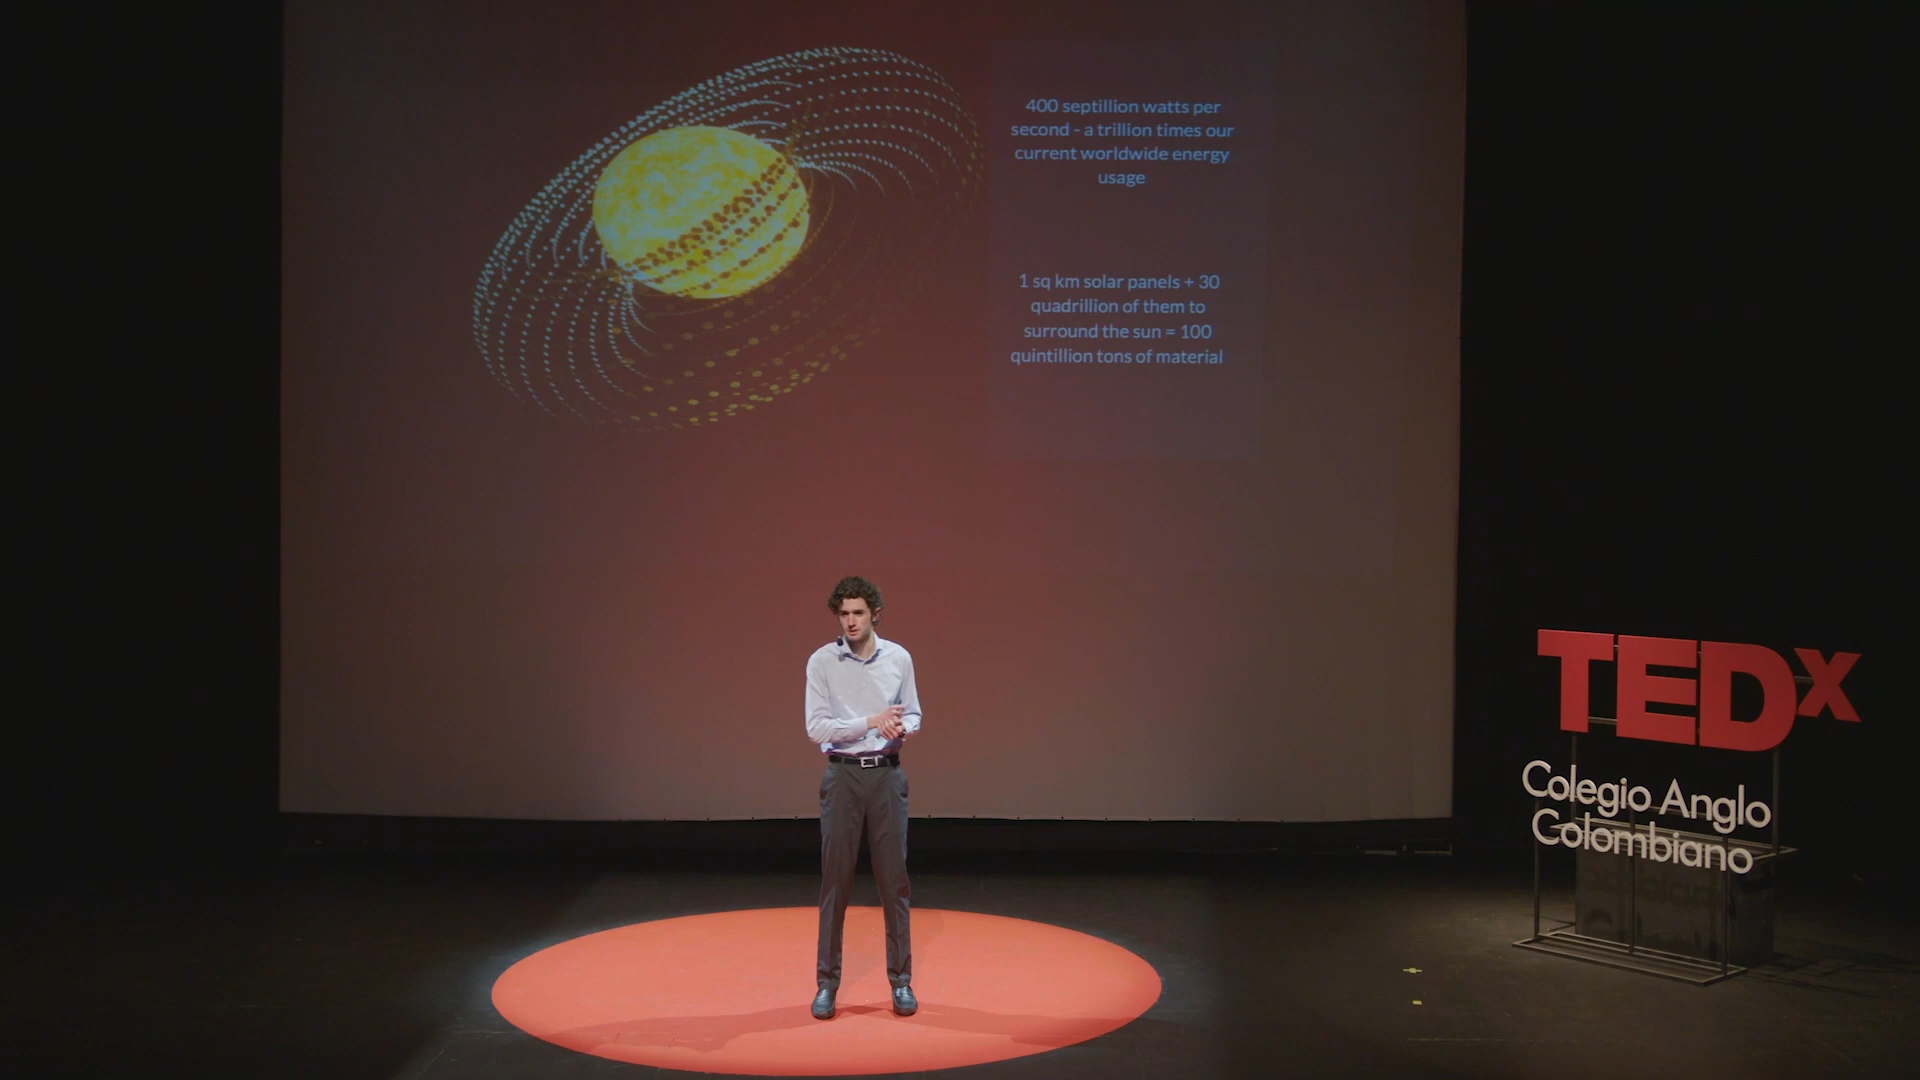 400 septillion watts per
second - a trillion times our
current worldwide energy
usage
1 sq km solar panels + 30
quadrillion of them to
surround the sun = 100
quintillion tons of material
TEDx
Colegio Anglo
Colombiano